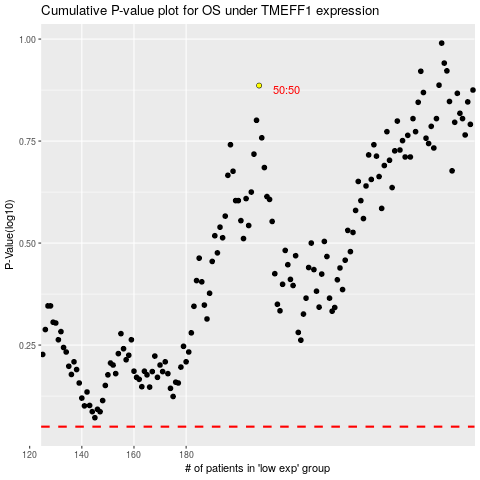 Cumulative P-value plot for OS under TMEFF1 expression
P-Value(log10)
1.00
0.75
0.50
0.25
50:50
120 140 160 180
# of patients in 'low exp' group